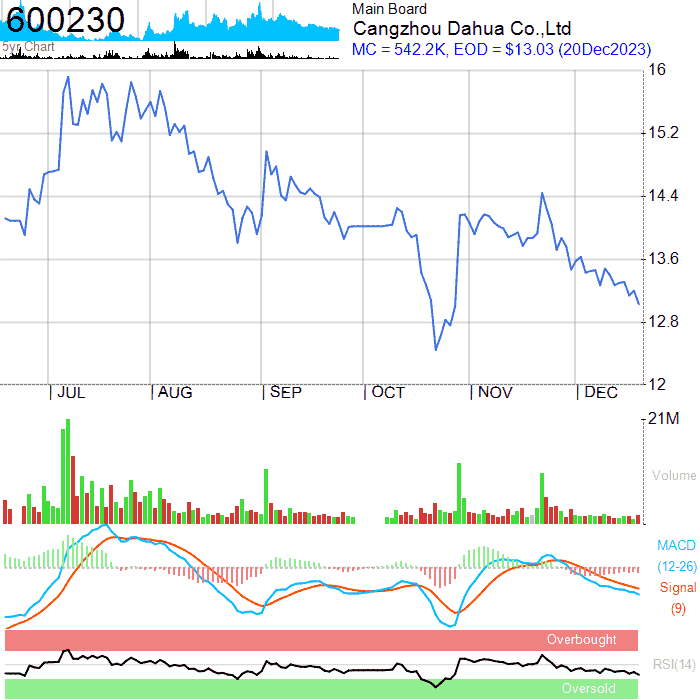 600230
5yr Chart
Main Board
Cangzhou Dahua Co.,Ltd
MC = 542.2K, EOD = $13.03 (20Dec2023)
16
15.2
14.4
13.6
12.8
12
JUL AUG SEP OCT NOV DEC
21M
Volume
MACD
(12-26)
Signal
(9)
Overbought
RSI(14)
Oversold